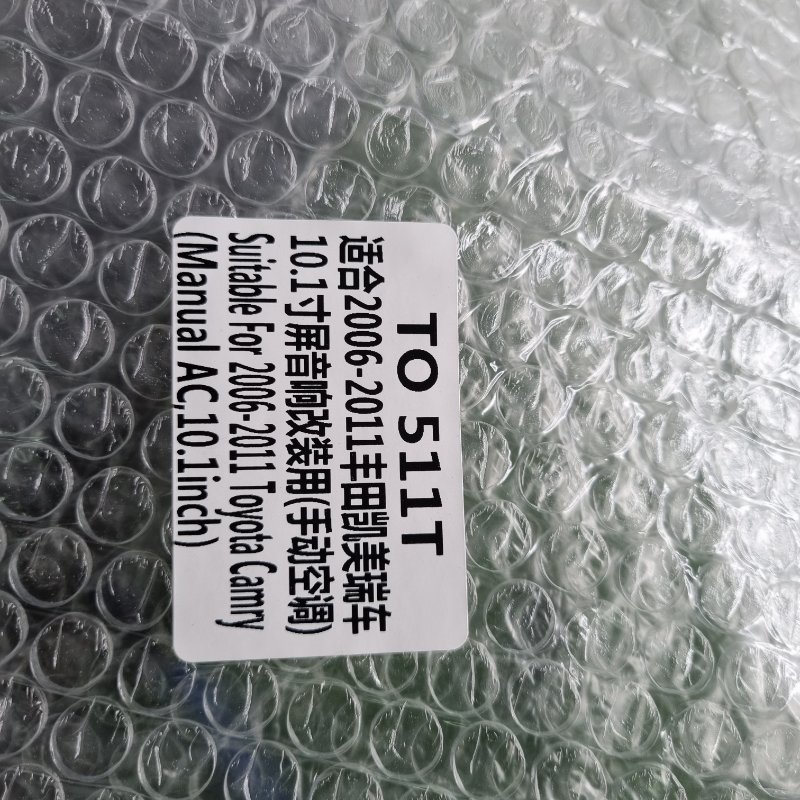 TO 511T
适合2006-2011丰田凯美瑞车
10.1寸屏音响改装用(手动空调)
Suitable For 2006-2011 Toyota Camry
(Manual AC,10.1inch)